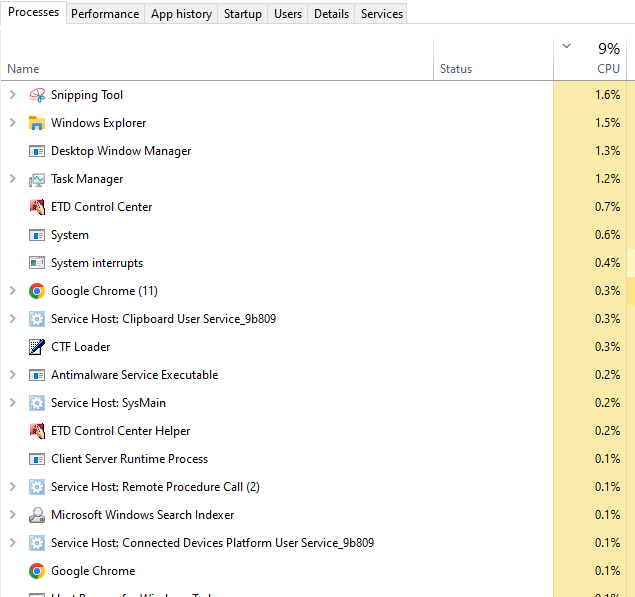 Processes Performance App history Startup Users Details Services
9%
Name Status CPU
Snipping Tool 1.6%
Windows Explorer 1.5%
Desktop Window Manager 1.3%
Task Manager 1.2%
ETD Control Center 0.7%
System 0.6%
System interrupts 0.4%
Google Chrome (11) 0.3%
Service Host: Clipboard User Service_9b809 0.3%
CTF Loader 0.3%
Antimalware Service Executable 0.2%
Service Host: SysMain 0.2%
ETD Control Center Helper 0.2%
Client Server Runtime Process 0.1%
Service Host: Remote Procedure Call (2) 0.1%
Microsoft Windows Search Indexer 0.1%
Service Host: Connected Devices Platform User Service_9b809 0.1%
Google Chrome 0.1%